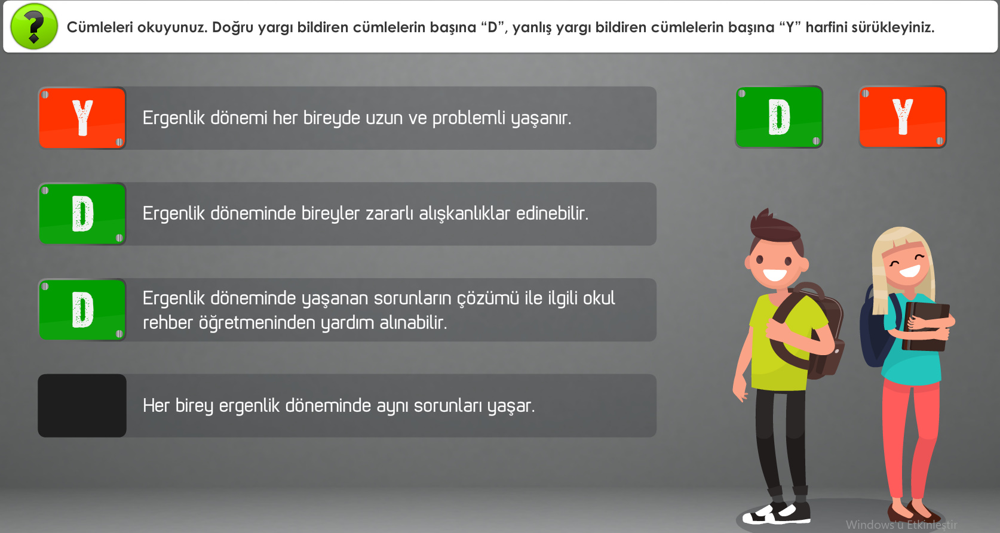 ?
Cümleleri okuyunuz. Doğru yargı bildiren cümlelerin başına “D”, yanlış yargı bildiren cümlelerin başına “Y” harfini sürükleyiniz.
Y
Ergenlik dönemi her bireyde uzun ve problemli yaşanır.
D
Y
D
Ergenlik döneminde bireyler zararlı alışkanlıklar edinebilir.
D
Ergenlik döneminde yaşanan sorunların çözümü ile ilgili okul
rehber öğretmeninden yardım alınabilir.
Her birey ergenlik döneminde aynı sorunları yaşar.
Windows'u Etkinleştir